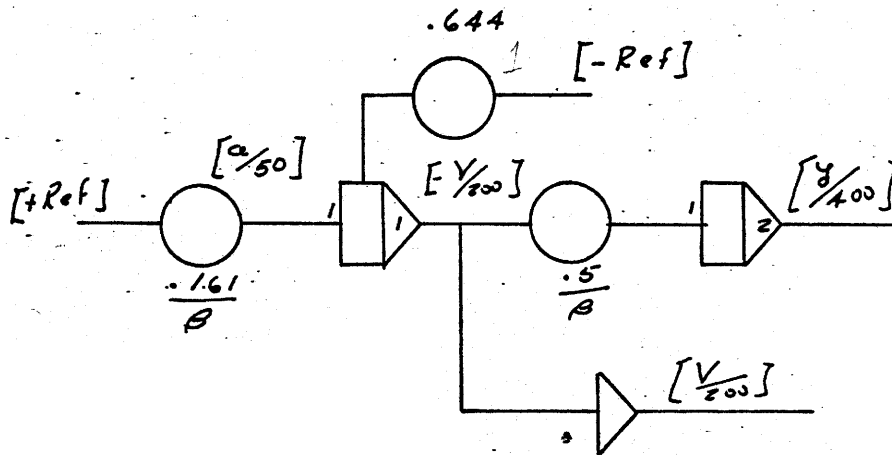 .644
1
[-Ref]
[a/50]
[-V/200]
[y/400]
[+Ref]
1
1
1
2
.161/β
.5/β
[V/200]